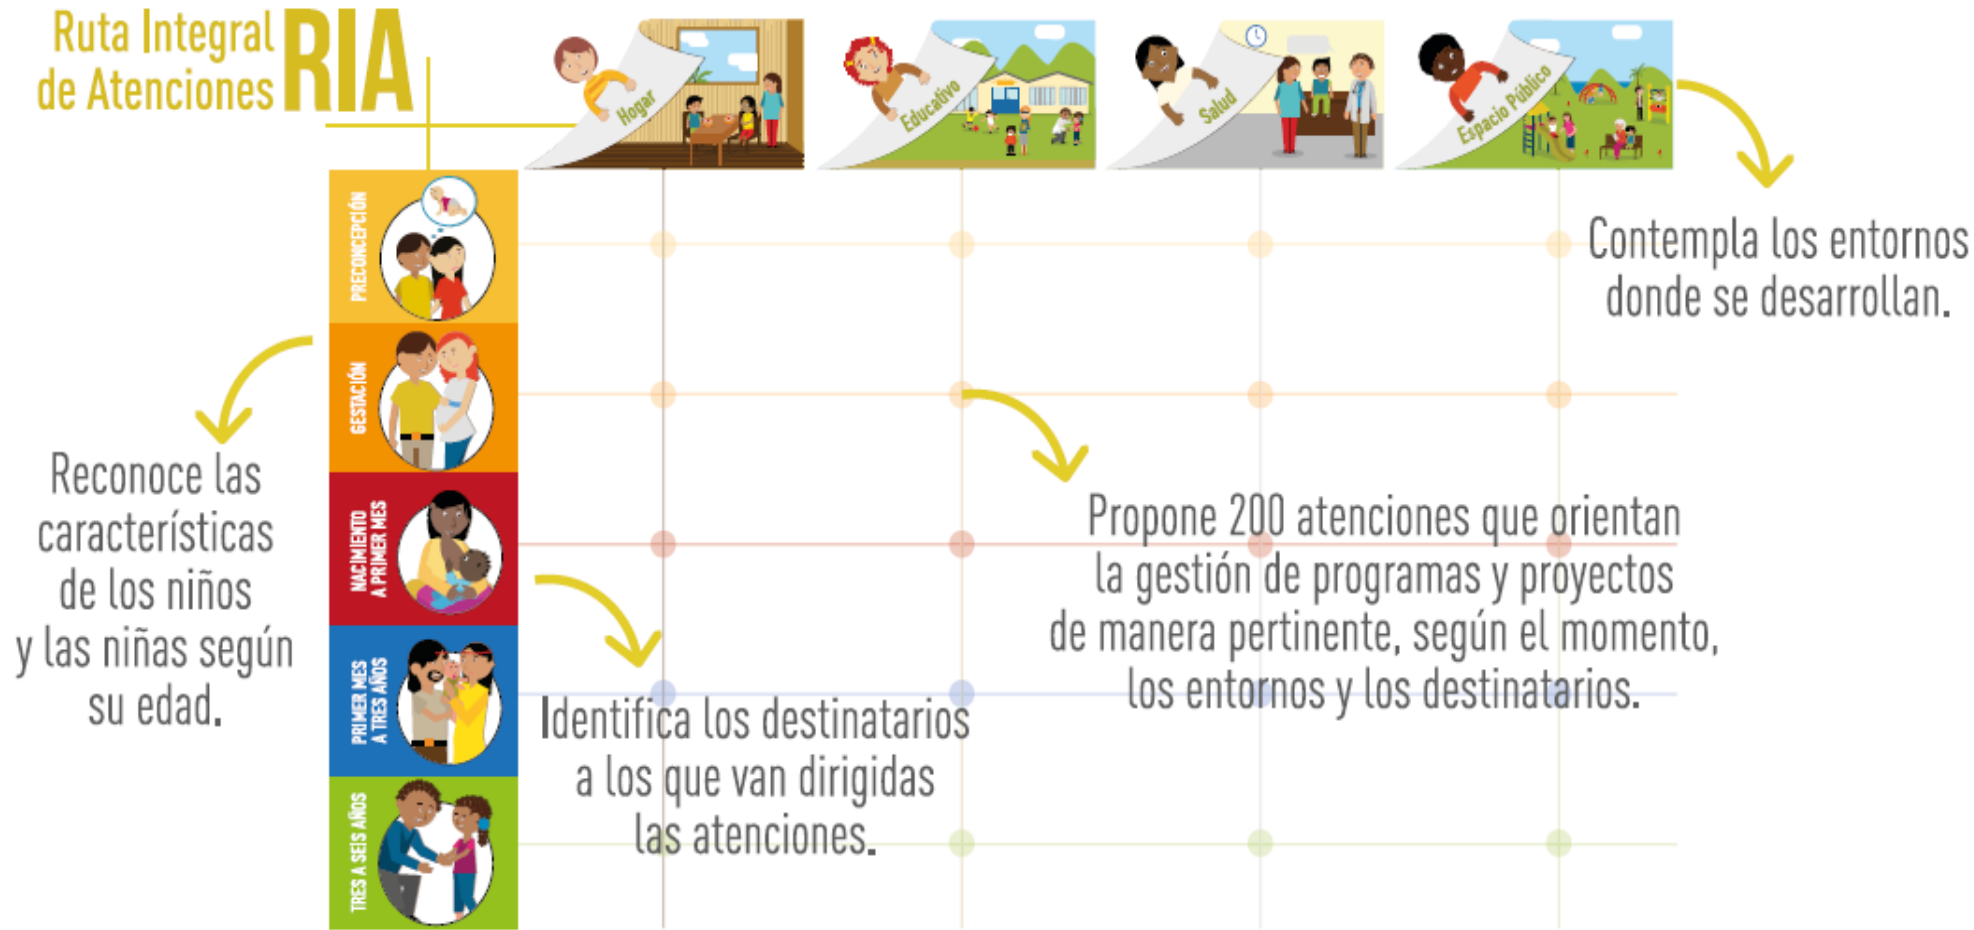 Ruta Integral
de Atenciones
RIA
Hogar
Educativo
Salud
Espacio Público
Contempla los entornos
donde se desarrollan.
PRECONCEPCIÓN
GESTACIÓN
NACIMIENTO
A PRIMER MES
PRIMER MES
A TRES AÑOS
TRES A SEIS AÑOS
Reconoce las
características
de los niños
y las niñas según
su edad.
Identifica los destinatarios
a los que van dirigidas
las atenciones.
Propone 200 atenciones que orientan
la gestión de programas y proyectos
de manera pertinente, según el momento,
los entornos y los destinatarios.